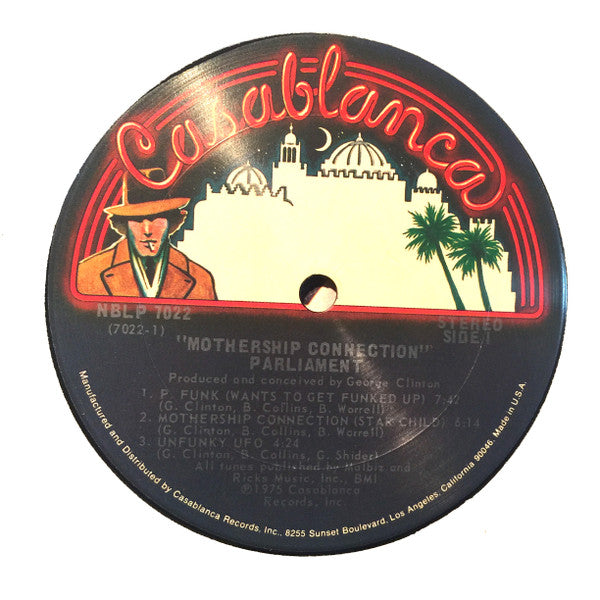 Casablanca
NBLP 7022
(7022-1)
STEREO
SIDE 1
"MOTHERSHIP CONNECTION"
PARLIAMENT
Produced and conceived by George Clinton
1. P. FUNK (WANTS TO GET FUNKED UP) 7:42
(G. Clinton, B. Collins, B. Worrell)
2. MOTHERSHIP CONNECTION (STAR CHILD) 6:14
(G. Clinton, B. Collins, B. Worrell)
3. UNFUNKY UFO 4:24
(G. Clinton, B. Collins, G. Shider)
All tunes published by Malbiz and
Ricks Music, Inc., BMI
℗1975 Casablanca
Records, Inc.
Manufactured and Distributed by Casablanca Records, Inc., 8255 Sunset Boulevard, Los Angeles, California 90046. Made in U.S.A.